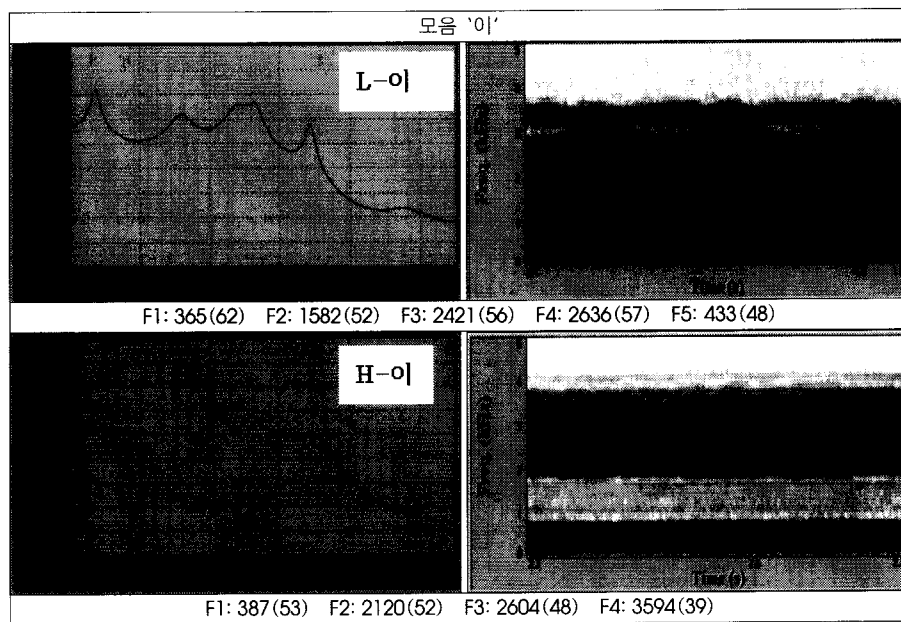 모음 '이'
L-이
Time(s)
F1: 365(62) F2: 1582(52) F3: 2421(56) F4: 2636(57) F5: 433(48)
H-이
Time(s)
F1: 387(53) F2: 2120(52) F3: 2604(48) F4: 3594(39)